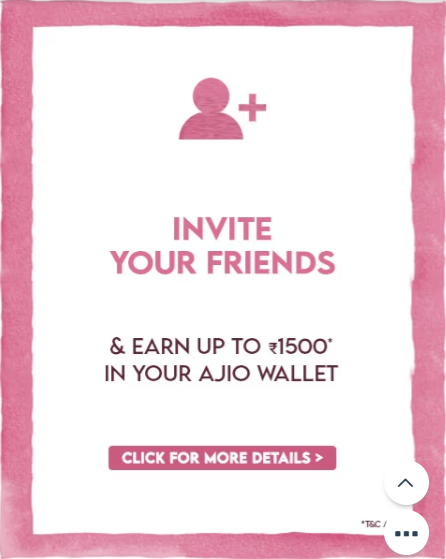 INVITE
YOUR FRIENDS
& EARN UP TO ₹1500*
IN YOUR AJIO WALLET
CLICK FOR MORE DETAILS >
*T&C /